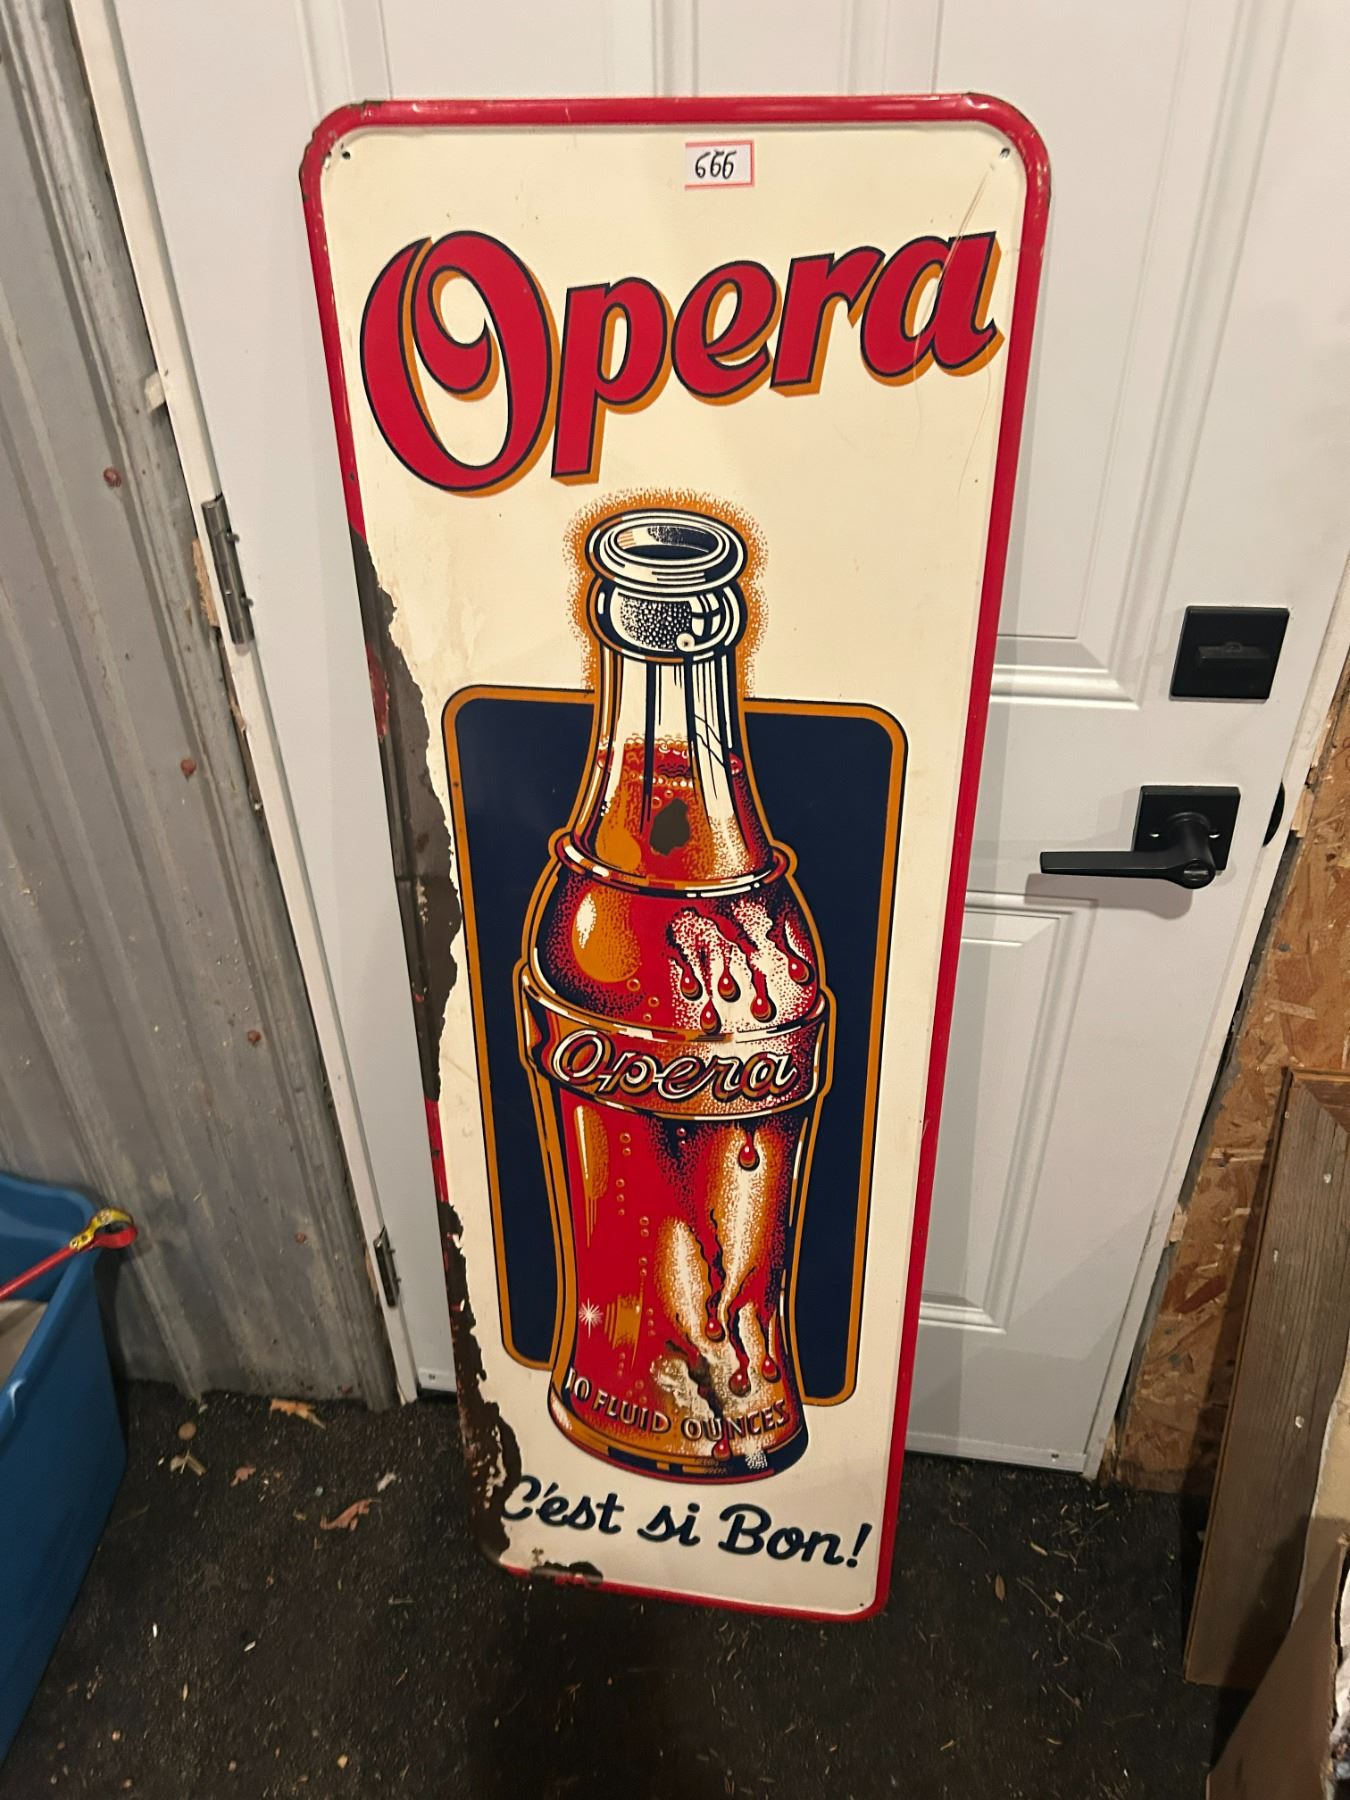 666
Opera
Opera
10 FLUID OUNCES
C'est si Bon!